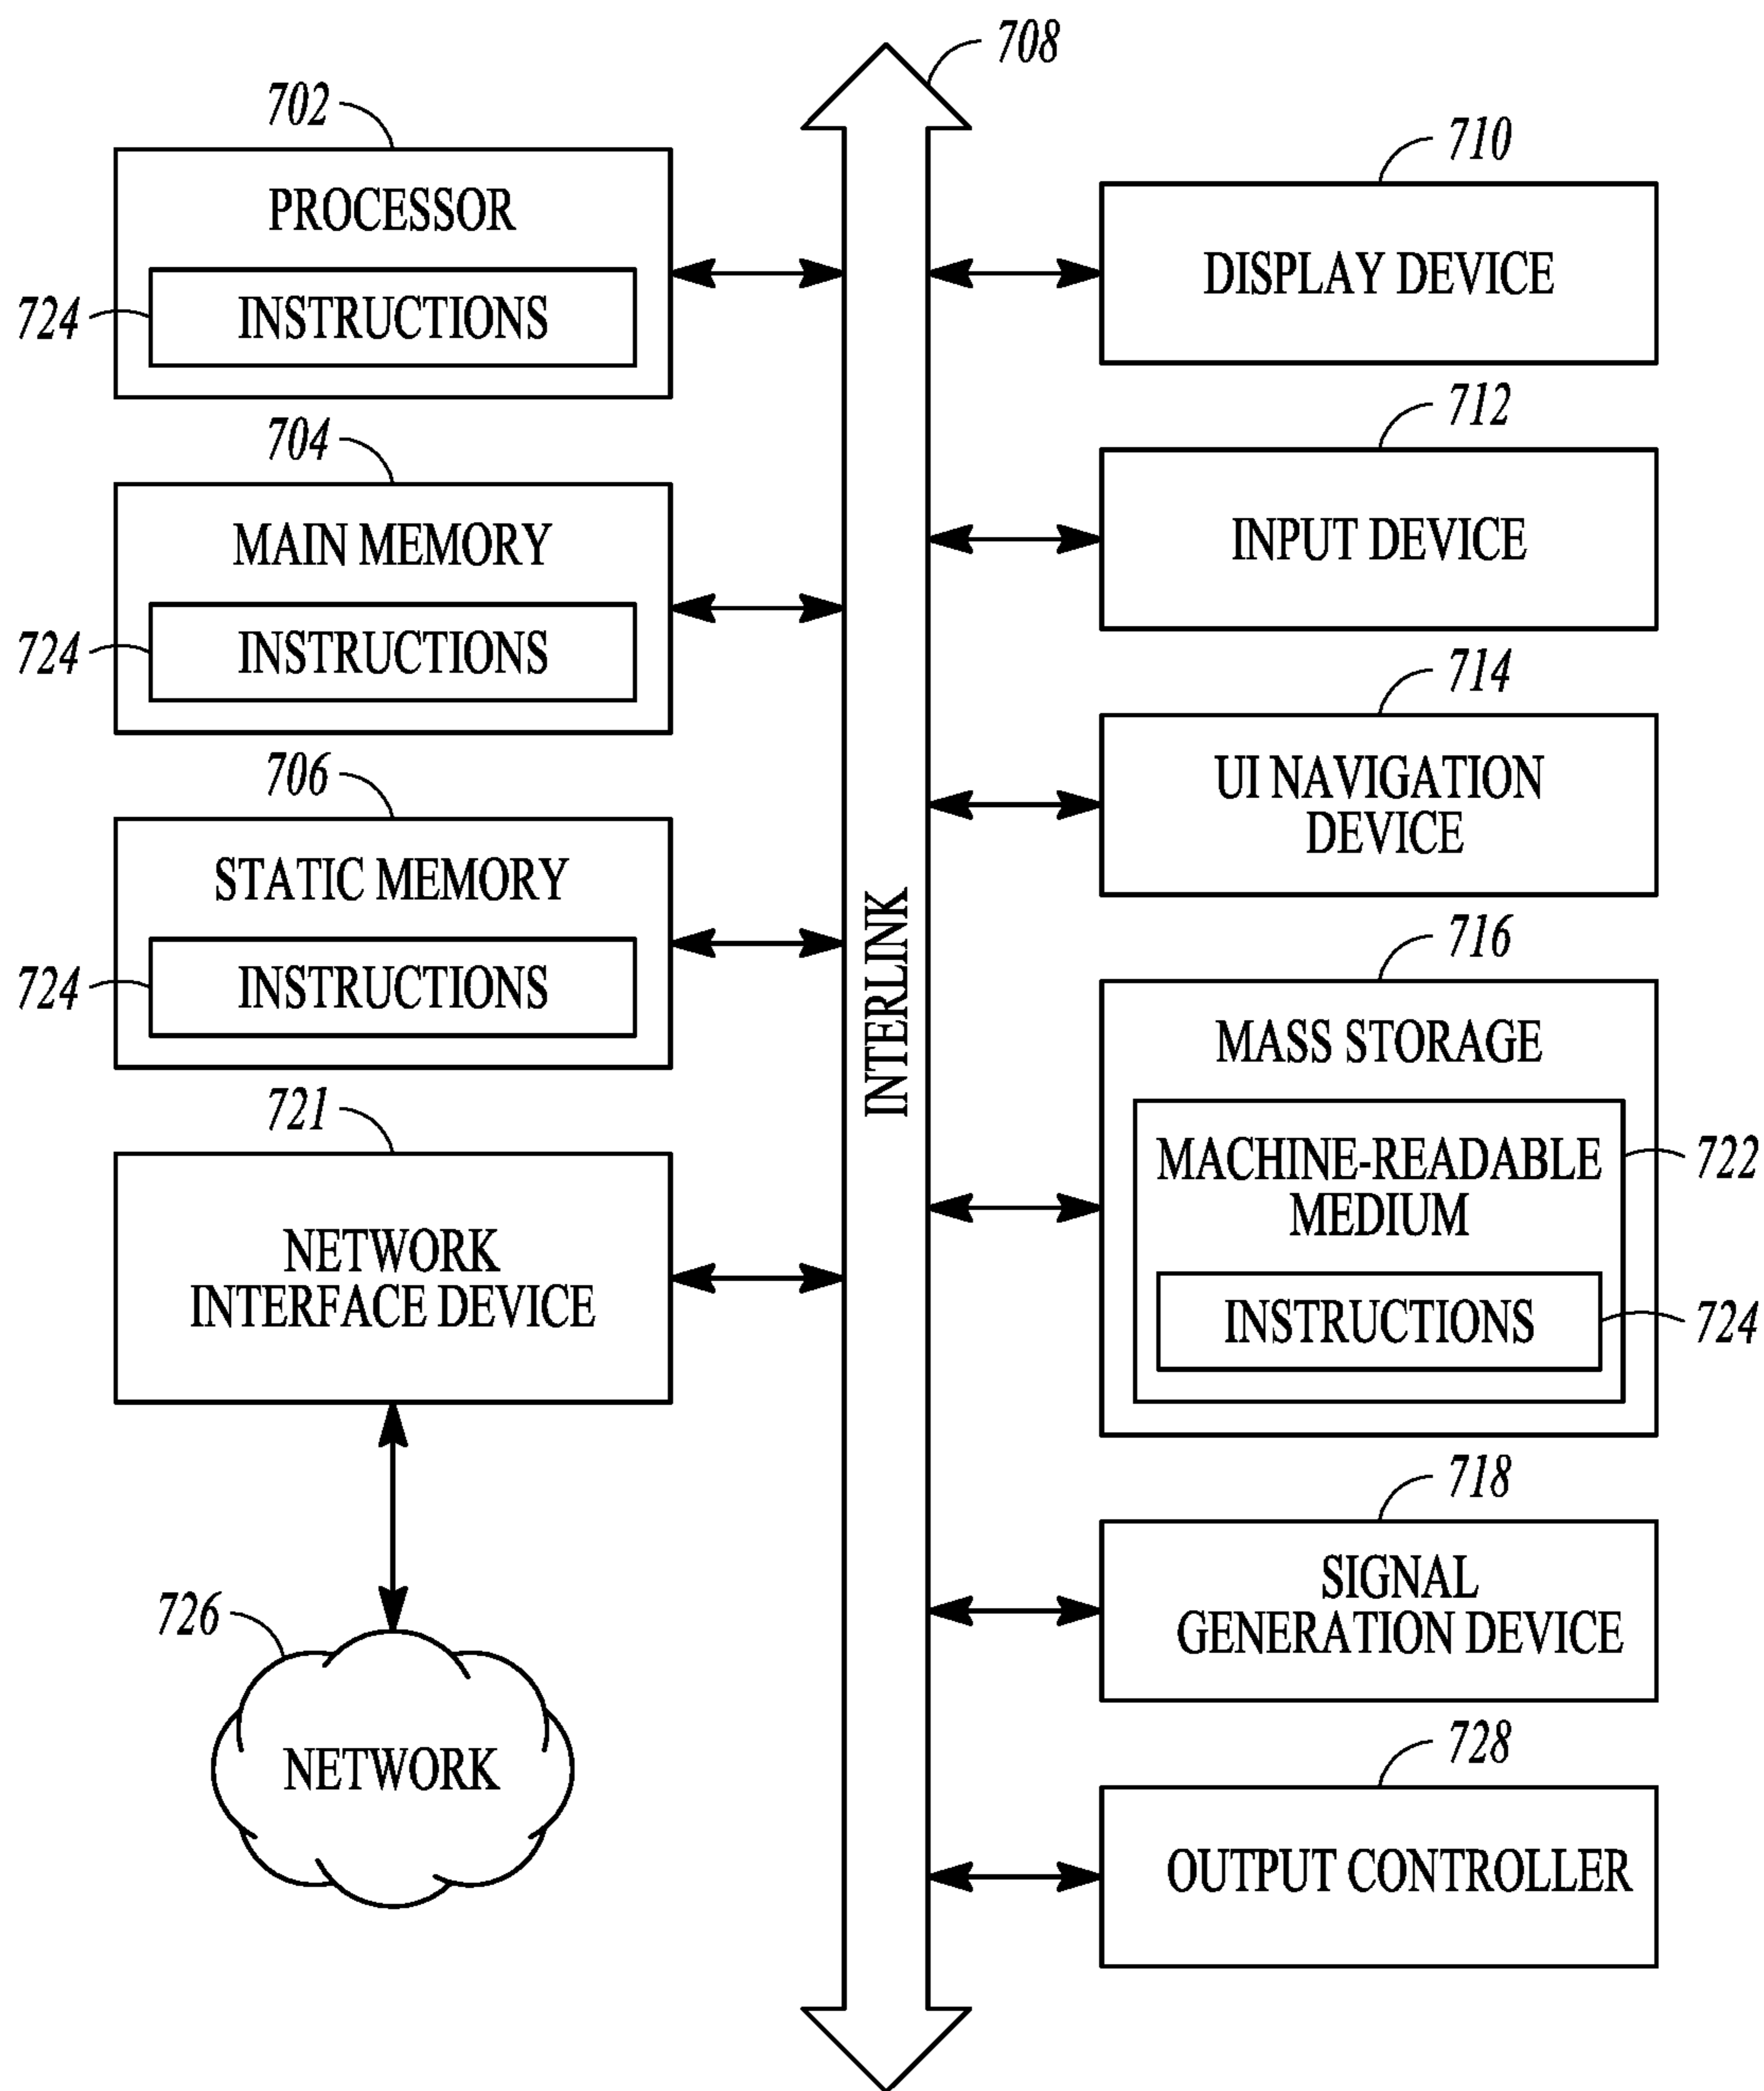 708
702
PROCESSOR
724
INSTRUCTIONS
704
MAIN MEMORY
724
INSTRUCTIONS
706
STATIC MEMORY
724
INSTRUCTIONS
721
NETWORK
INTERFACE DEVICE
726
NETWORK
INTERLINK
710
DISPLAY DEVICE
712
INPUT DEVICE
714
UI NAVIGATION
DEVICE
716
MASS STORAGE
MACHINE-READABLE
MEDIUM
722
INSTRUCTIONS
724
718
SIGNAL
GENERATION DEVICE
728
OUTPUT CONTROLLER